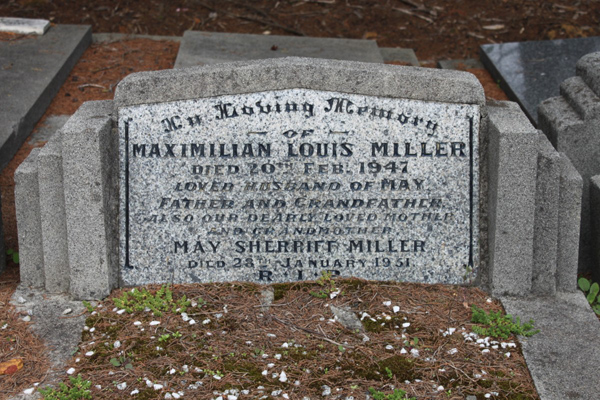 In Loving Memory
OF
MAXIMILIAN LOUIS MILLER
DIED 20TH FEB. 1947
LOVED HUSBAND OF MAY,
FATHER AND GRANDFATHER.
ALSO OUR DEARLY LOVED MOTHER
AND GRANDMOTHER
MAY SHERRIFF MILLER
DIED 28TH JANUARY 1951
R.I.P.